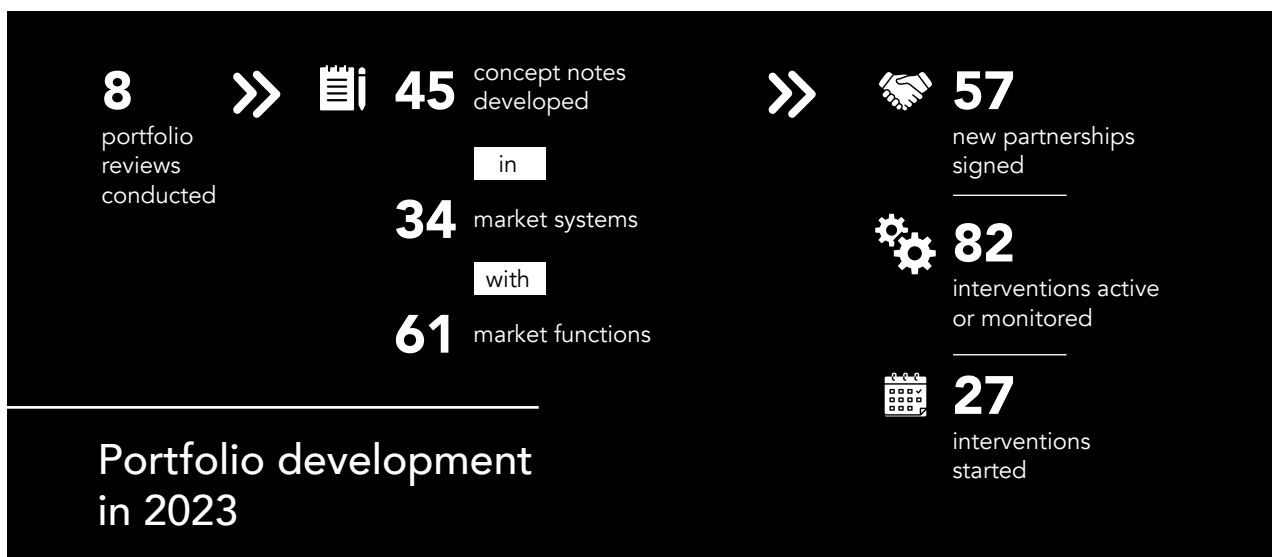 8
portfolio
reviews
conducted
45
concept notes
developed
in
34
market systems
with
61
market functions
57
new partnerships
signed
82
interventions active
or monitored
27
interventions
started
Portfolio development
in 2023